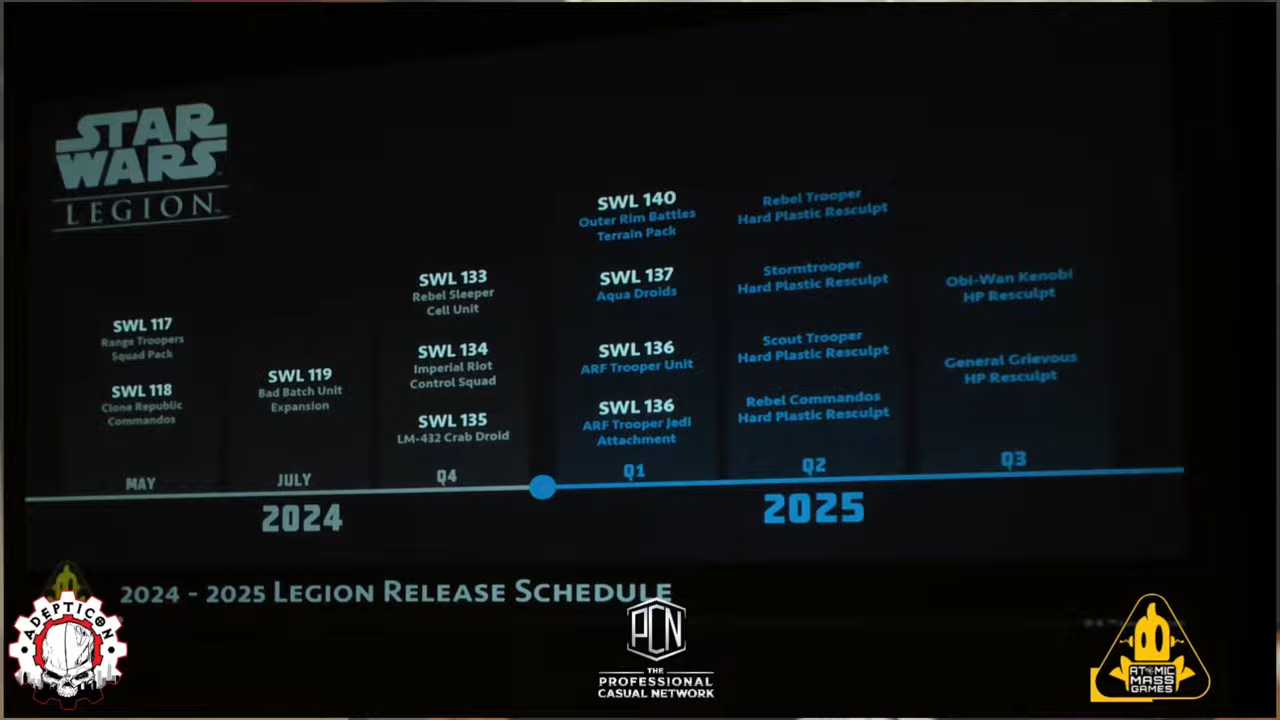 STAR
WARS
LEGION
SWL 117
Range Troopers
Squad Pack
SWL 118
Clone Republic
Commandos
MAY
SWL 119
Bad Batch Unit
Expansion
JULY
SWL 133
Rebel Sleeper
Cell Unit
SWL 134
Imperial Riot
Control Squad
SWL 135
LM-432 Crab Droid
Q4
2024
SWL 140
Outer Rim Battles
Terrain Pack
SWL 137
Aqua Droids
SWL 136
ARF Trooper Unit
SWL 136
ARF Trooper Jedi
Attachment
Q1
Rebel Trooper
Hard Plastic Resculpt
Stormtrooper
Hard Plastic Resculpt
Scout Trooper
Hard Plastic Resculpt
Rebel Commandos
Hard Plastic Resculpt
Q2
Obi-Wan Kenobi
HP Resculpt
General Grievous
HP Resculpt
Q3
2025
2024 - 2025 LEGION RELEASE SCHEDULE
ADEPTICON
PCN
THE
PROFESSIONAL
CASUAL NETWORK
ATOMIC
MASS
GAMES